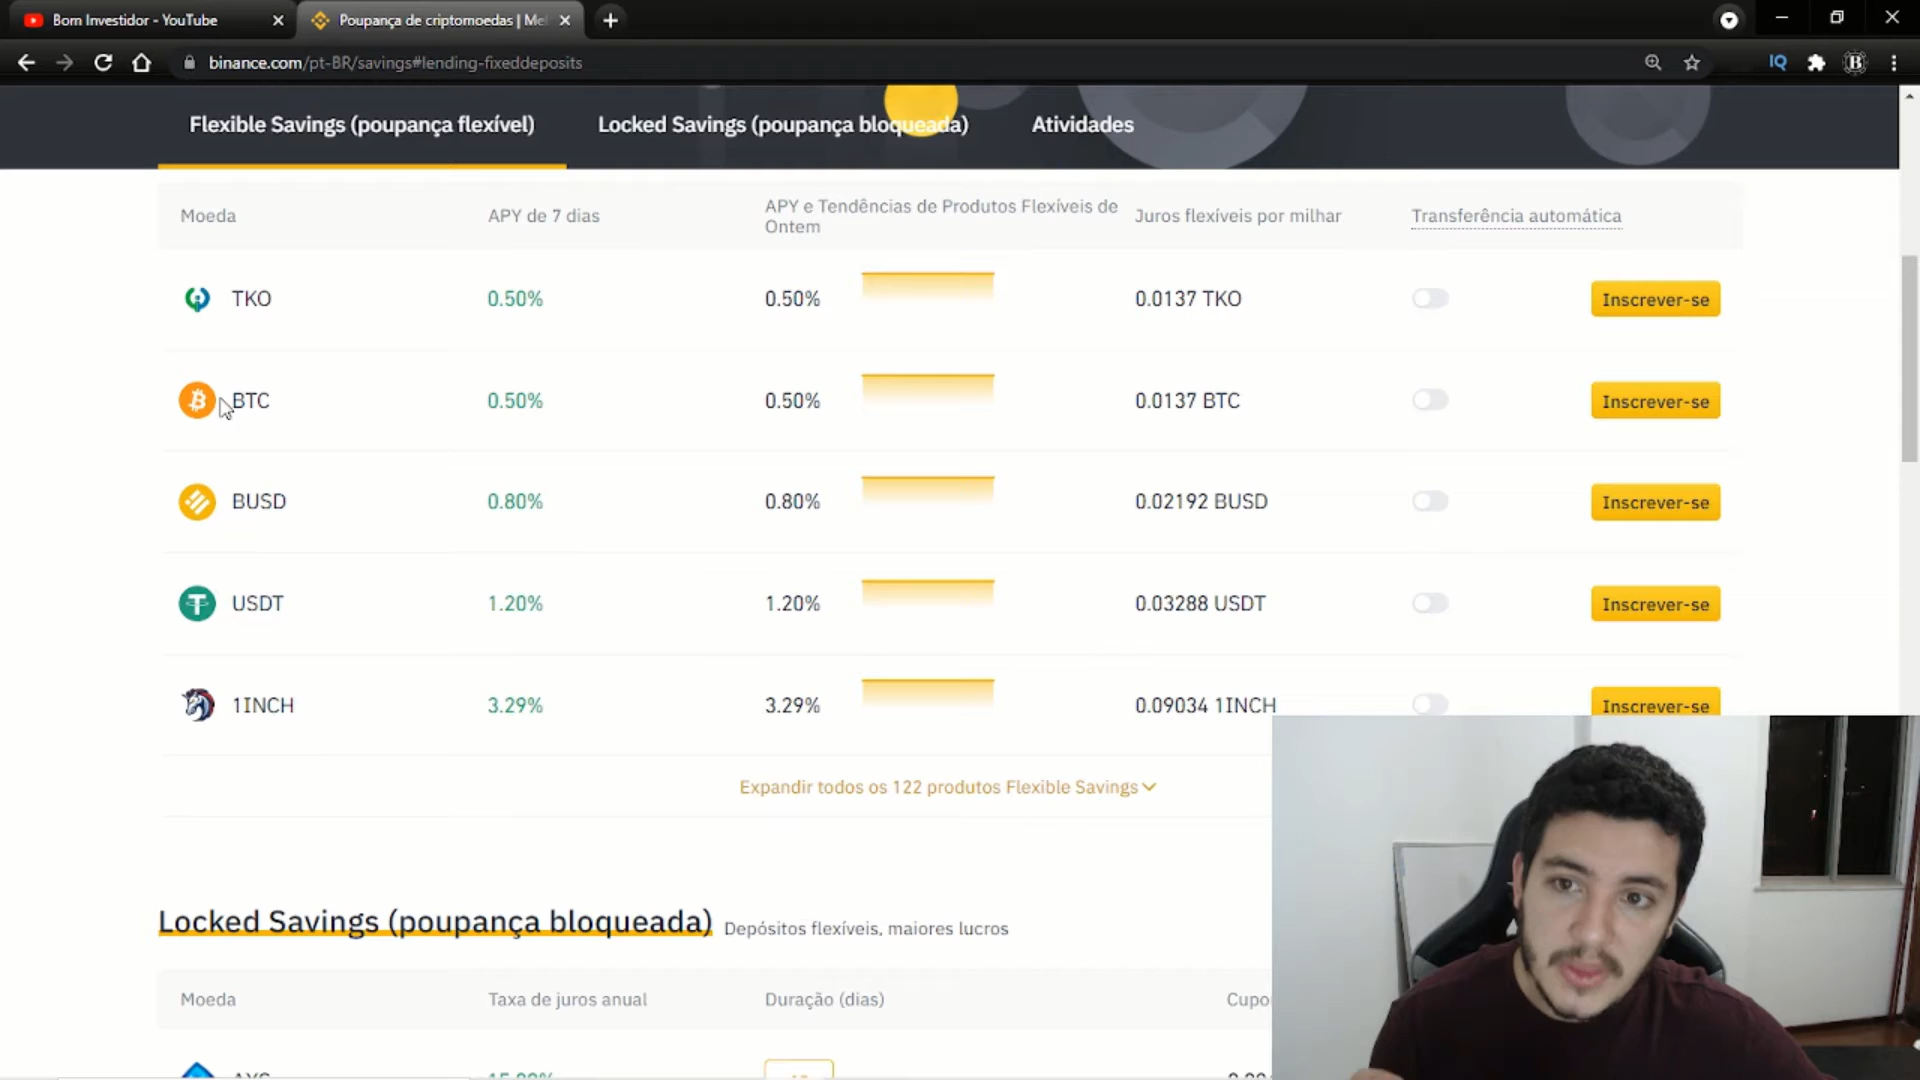 Bom Investidor - YouTube
Poupança de criptomoedas | Me
binance.com/pt-BR/savings#lending-fixeddeposits
IQ
B
Flexible Savings (poupança flexível)
Locked Savings (poupança bloqueada)
Atividades
Moeda
APY de 7 dias
APY e Tendências de Produtos Flexíveis de
Ontem
Juros flexíveis por milhar
Transferência automática
TKO 0.50% 0.50% 0.0137 TKO Inscrever-se
BTC 0.50% 0.50% 0.0137 BTC Inscrever-se
BUSD 0.80% 0.80% 0.02192 BUSD Inscrever-se
USDT 1.20% 1.20% 0.03288 USDT Inscrever-se
1INCH 3.29% 3.29% 0.09034 1INCH Inscrever-se
Expandir todos os 122 produtos Flexible Savings
Locked Savings (poupança bloqueada) Depósitos flexíveis, maiores lucros
Moeda Taxa de juros anual Duração (dias) Cupo